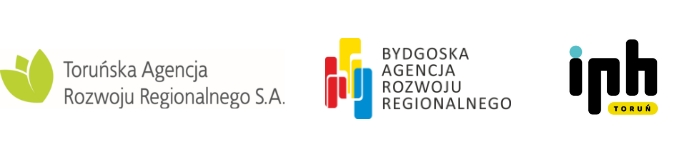 Toruńska Agencja
Rozwoju Regionalnego S.A.
BYDGOSKA
AGENCJA
ROZWOJU
REGIONALNEGO
iph
TORUŃ